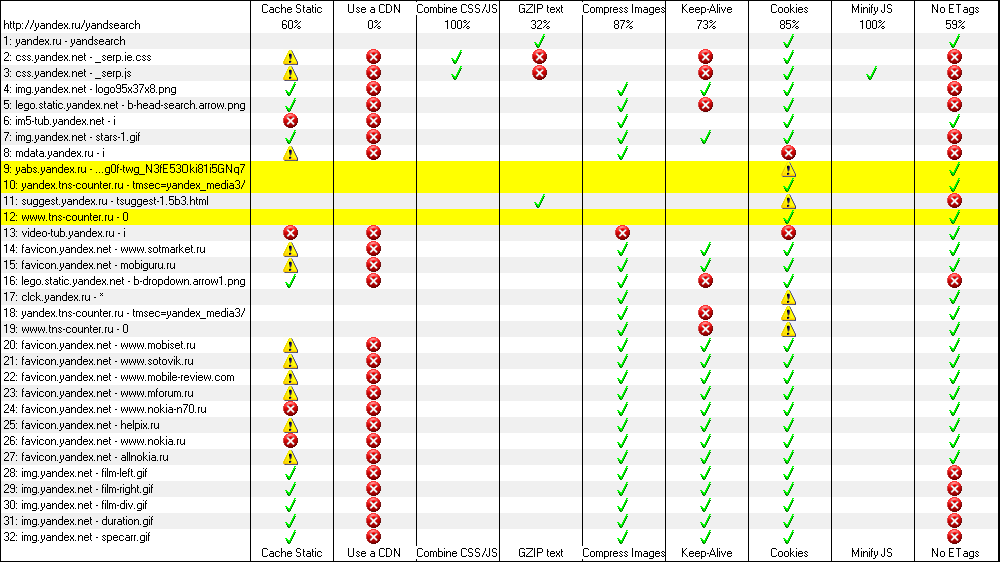 Cache Static Use a CDN Combine CSS/JS GZIP text Compress Images Keep-Alive Cookies Minify JS No ETags
http://yandex.ru/yandsearch 60% 0% 100% 32% 87% 73% 85% 100% 59%
1: yandex.ru - yandsearch
2: css.yandex.net - _serp.ie.css
3: css.yandex.net - _serp.js
4: img.yandex.net - logo95x37x8.png
5: lego.static.yandex.net - b-head-search.arrow.png
6: im5-tub.yandex.net - i
7: img.yandex.net - stars-1.gif
8: mdata.yandex.ru - i
9: yabs.yandex.ru - ...g0f-twg_N3fE53Oki81i5GNq7
10: yandex.tns-counter.ru - tmsec=yandex_media3/
11: suggest.yandex.ru - tsuggest-1.5b3.html
12: www.tns-counter.ru - 0
13: video-tub.yandex.ru - i
14: favicon.yandex.net - www.sotmarket.ru
15: favicon.yandex.net - mobiguru.ru
16: lego.static.yandex.net - b-dropdown.arrow1.png
17: clck.yandex.ru - *
18: yandex.tns-counter.ru - tmsec=yandex_media3/
19: www.tns-counter.ru - 0
20: favicon.yandex.net - www.mobiset.ru
21: favicon.yandex.net - www.sotovik.ru
22: favicon.yandex.net - www.mobile-review.com
23: favicon.yandex.net - www.mforum.ru
24: favicon.yandex.net - www.nokia-n70.ru
25: favicon.yandex.net - helpix.ru
26: favicon.yandex.net - www.nokia.ru
27: favicon.yandex.net - allnokia.ru
28: img.yandex.net - film-left.gif
29: img.yandex.net - film-right.gif
30: img.yandex.net - film-div.gif
31: img.yandex.net - duration.gif
32: img.yandex.net - specarr.gif
Cache Static Use a CDN Combine CSS/JS GZIP text Compress Images Keep-Alive Cookies Minify JS No ETags